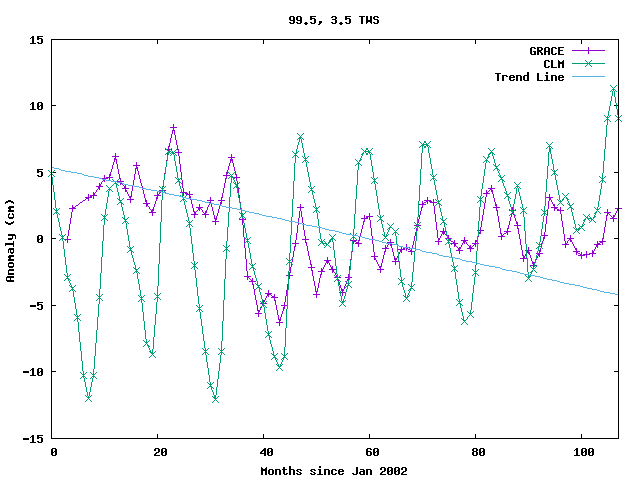 99.5, 3.5 TWS
GRACE
CLM
Trend Line
15
10
5
0
-5
-10
-15
Anomaly (cm)
0 20 40 60 80 100
Months since Jan 2002